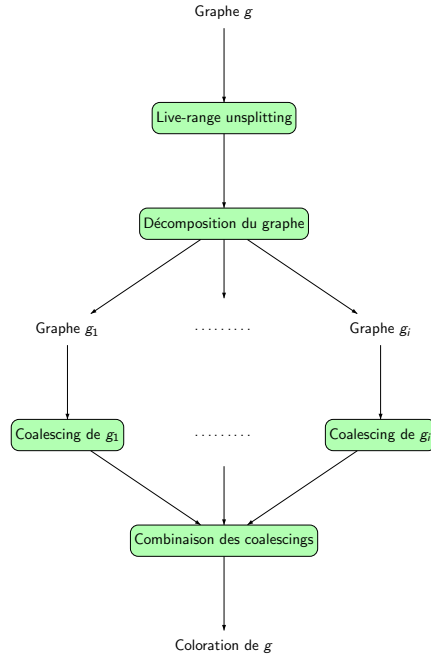 Graphe g
Live-range unsplitting
Décomposition du graphe
Graphe g₁ ......... Graphe gᵢ
Coalescing de g₁ ......... Coalescing de gᵢ
Combinaison des coalescings
Coloration de g